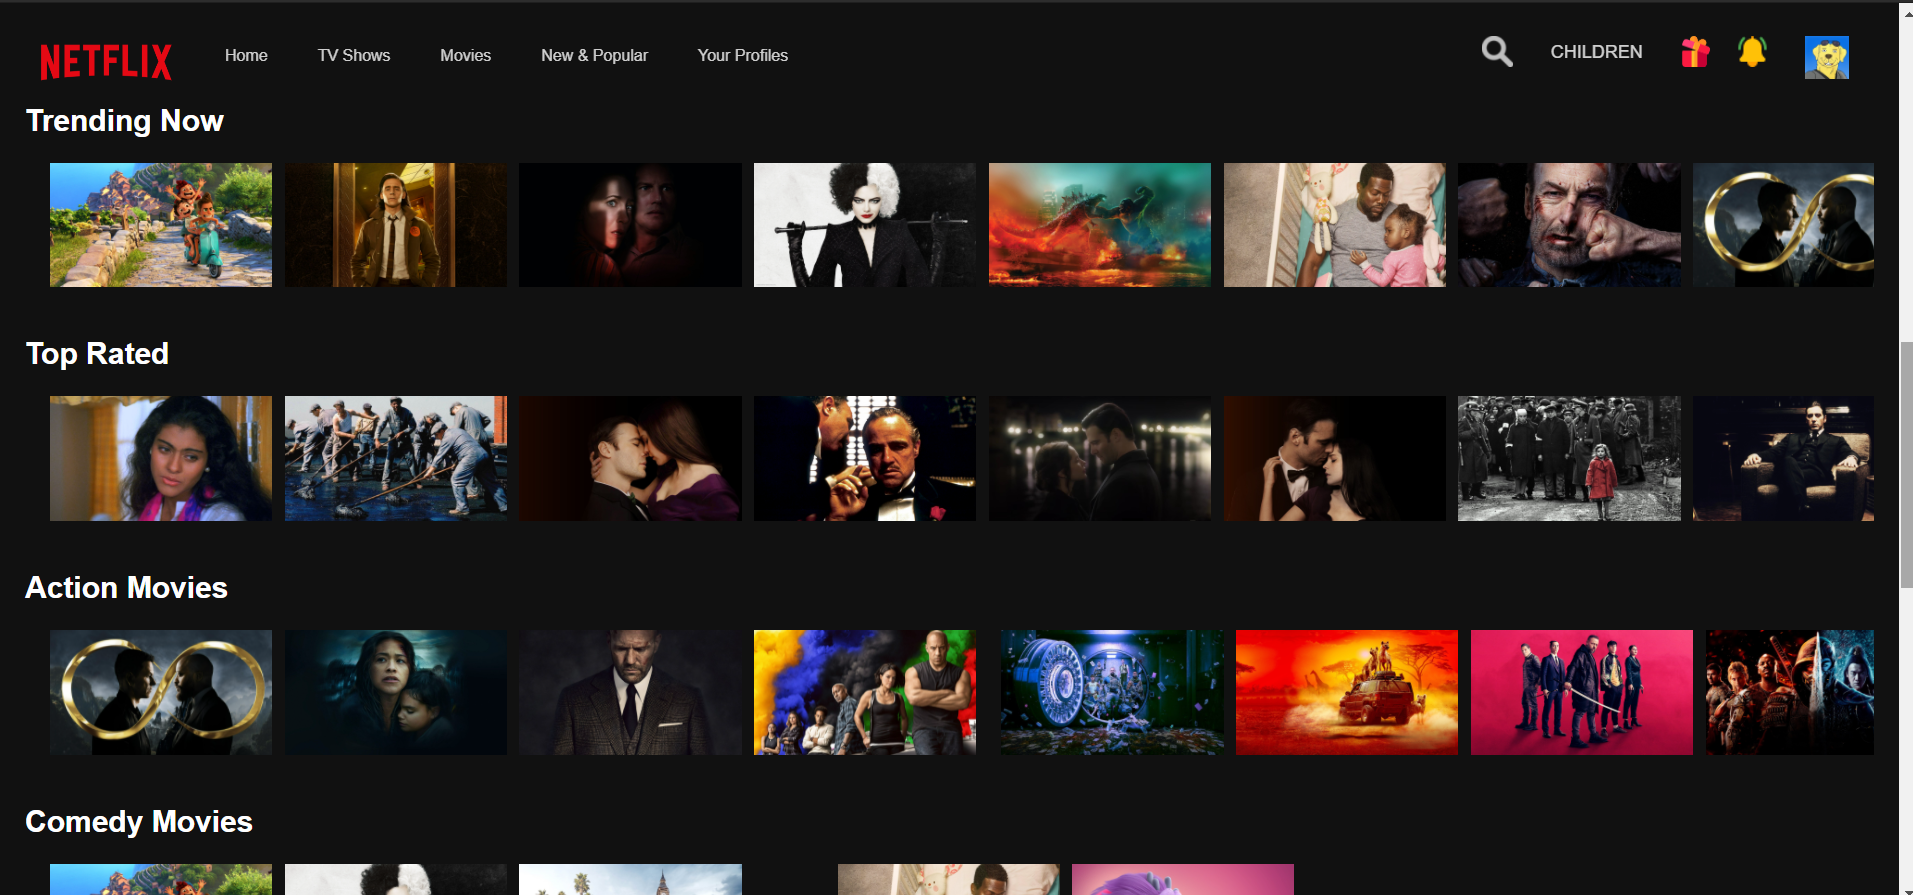 NETFLIX Home TV Shows Movies New & Popular Your Profiles CHILDREN
Trending Now
Top Rated
Action Movies
Comedy Movies